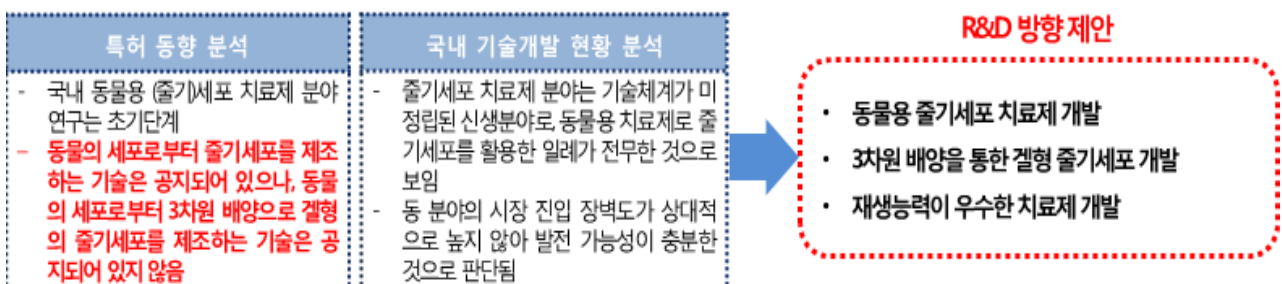 특허 동향 분석
- 국내 동물용 (줄기)세포 치료제 분야
연구는 초기단계
- 동물의 세포로부터 줄기세포를 제조
하는 기술은 공지되어 있으나, 동물
의 세포로부터 3차원 배양으로 겔형
의 줄기세포를 제조하는 기술은 공
지되어 있지 않음
국내 기술개발 현황 분석
- 줄기세포 치료제 분야는 기술체계가 미
정립된 신생분야로, 동물용 치료제로 줄
기세포를 활용한 일례가 전무한 것으로
보임
- 동 분야의 시장 진입 장벽도가 상대적
으로 높지 않아 발전 가능성이 충분한
것으로 판단됨
R&D 방향 제안
• 동물용 줄기세포 치료제 개발
• 3차원 배양을 통한 겔형 줄기세포 개발
• 재생능력이 우수한 치료제 개발